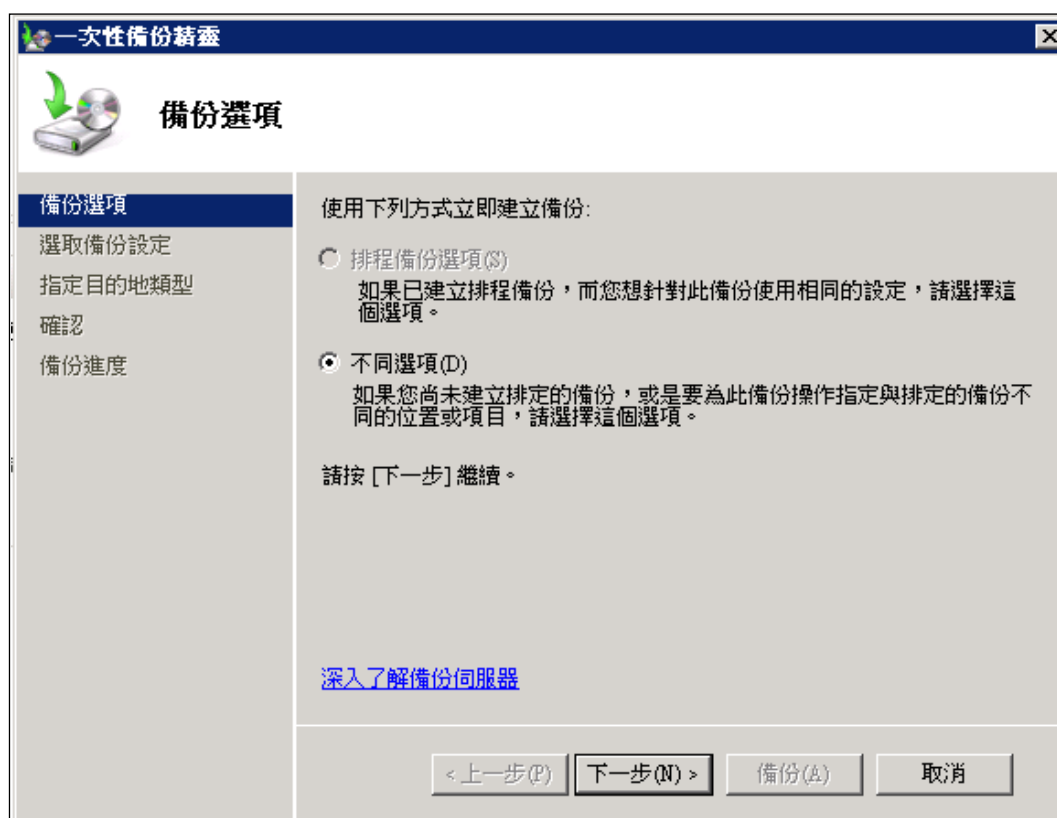 一次性備份精靈
備份選項
備份選項
選取備份設定
指定目的地類型
確認
備份進度
使用下列方式立即建立備份:
排程備份選項(S)
如果已建立排程備份，而您想針對此備份使用相同的設定，請選擇這
個選項。
不同選項(D)
如果您尚未建立排定的備份，或是要為此備份操作指定與排定的備份不
同的位置或項目，請選擇這個選項。
請按 [下一步] 繼續。
深入了解備份伺服器
< 上一步(P)
下一步(N) >
備份(A)
取消